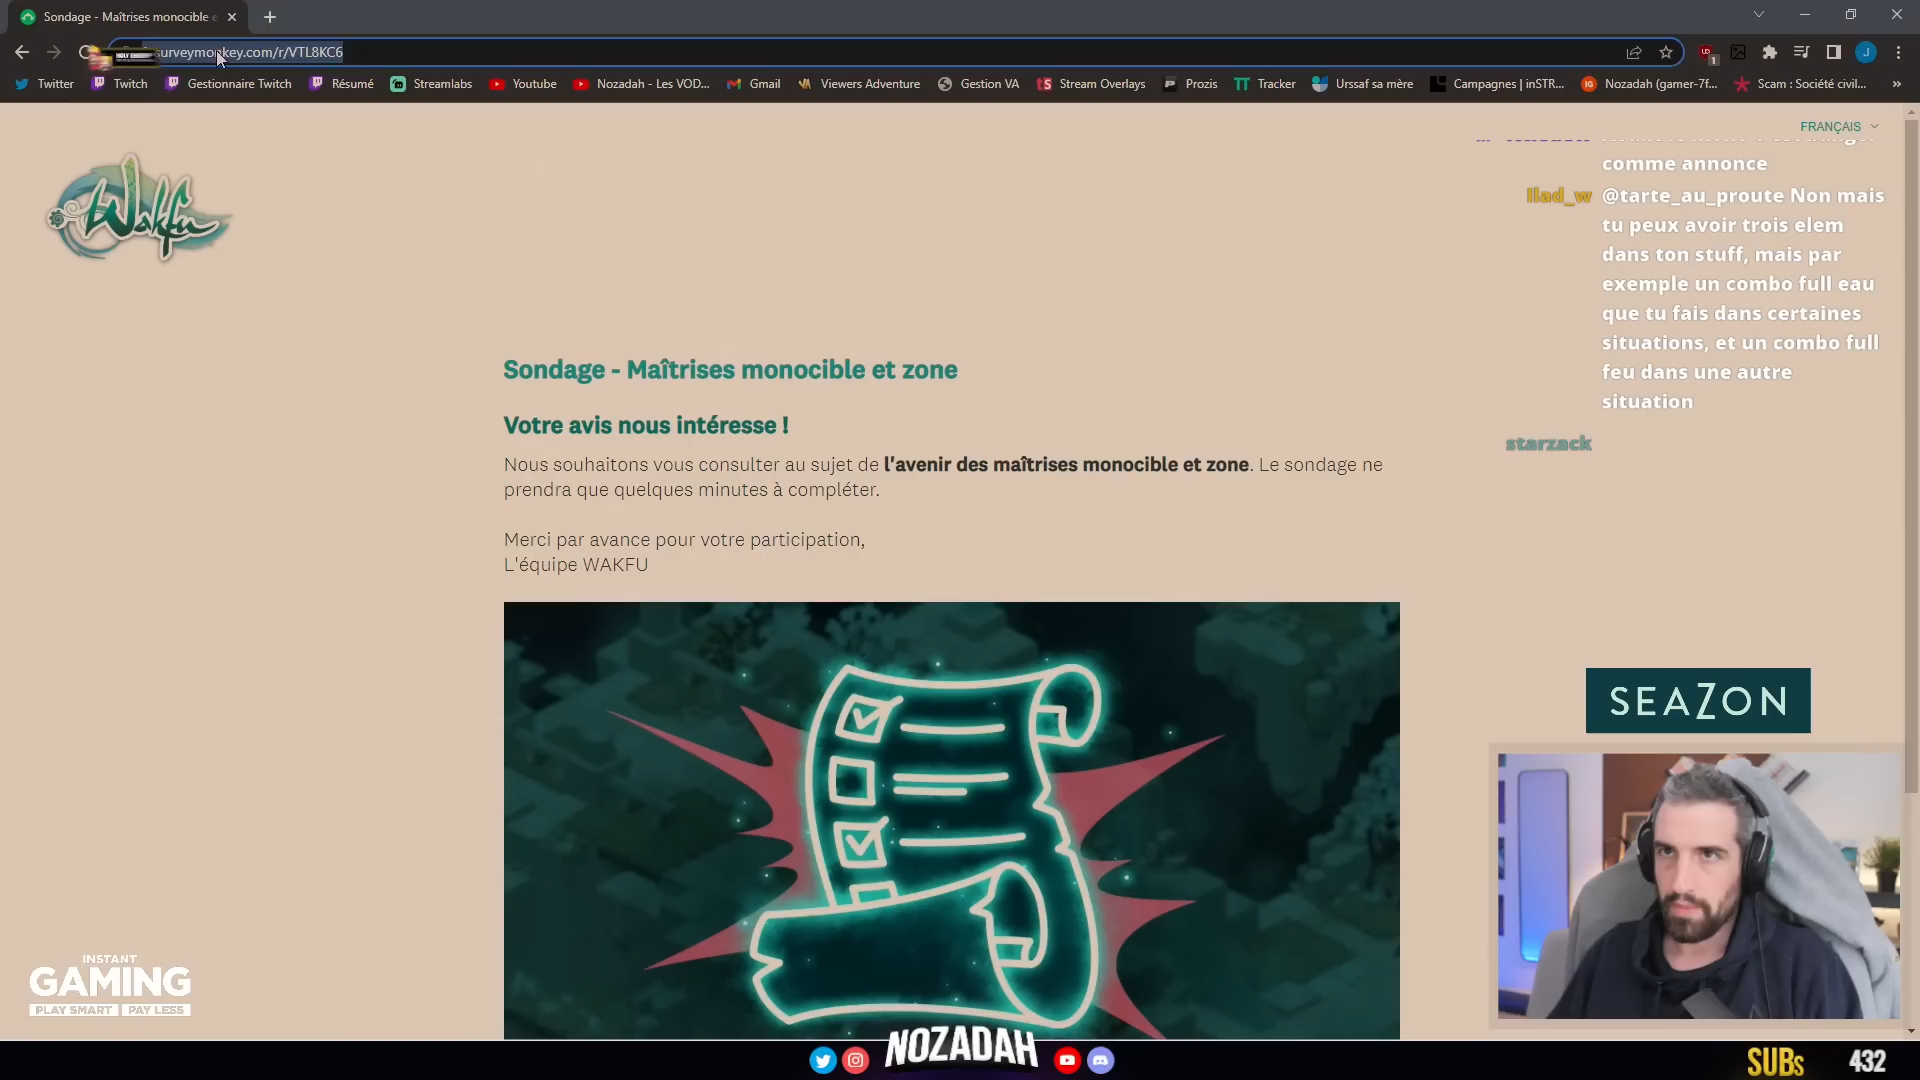 Sondage - Maîtrises monocible e
surveymonkey.com/r/VTL8KC6
Twitter
Twitch
Gestionnaire Twitch
Résumé
Streamlabs
Youtube
Nozadah - Les VOD...
Gmail
Viewers Adventure
Gestion VA
Stream Overlays
Prozis
Tracker
Urssaf sa mère
Campagnes | inSTR...
Nozadah (gamer-7f...
Scam : Société civil...
»
FRANÇAIS
Wakfu
comme annonce
Ilad_w @tarte_au_proute Non mais
tu peux avoir trois elem
dans ton stuff, mais par
exemple un combo full eau
que tu fais dans certaines
situations, et un combo full
feu dans une autre
situation
starzack
Sondage - Maîtrises monocible et zone
Votre avis nous intéresse !
Nous souhaitons vous consulter au sujet de l'avenir des maîtrises monocible et zone. Le sondage ne
prendra que quelques minutes à compléter.
Merci par avance pour votre participation,
L'équipe WAKFU
SEAZON
INSTANT
GAMING
PLAY SMART | PAY LESS
NOZADAH
SUBs 432